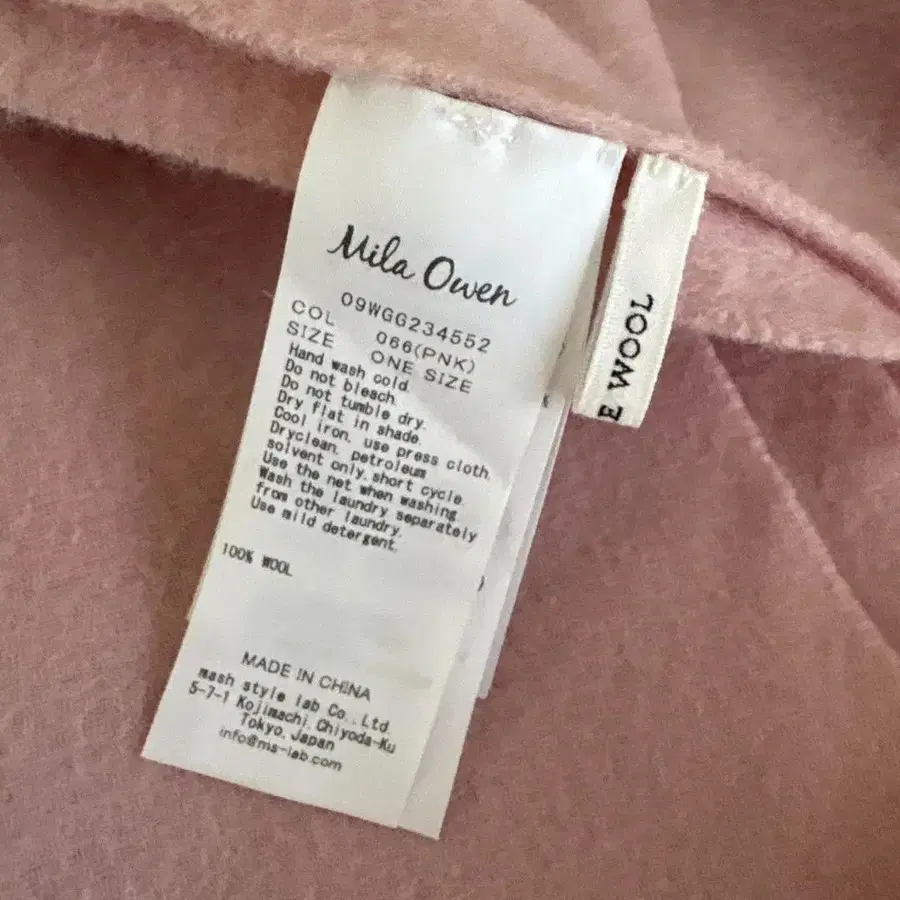 Mila Owen
09WGG234552
COL 066(PNK)
SIZE ONE SIZE
Hand wash cold.
Do not bleach.
Do not tumble dry.
Dry flat in shade.
Cool iron, use press cloth.
Dryclean, petroleum
solvent only, short cycle.
Use the net when washing.
Wash the laundry separately
from other laundry.
Use mild detergent.
100% WOOL
MADE IN CHINA
mash style lab Co., Ltd.
5-7-1 Kojimachi, Chiyoda-Ku
Tokyo, Japan
info@ms-lab.com
E WOOL